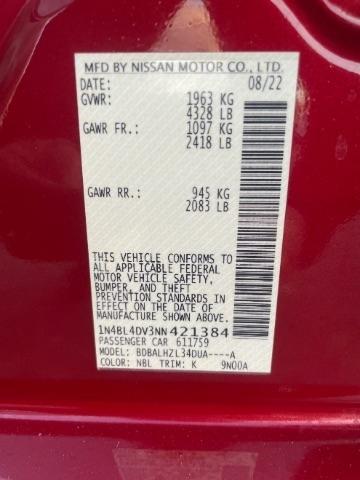 MFD BY NISSAN MOTOR CO., LTD.
DATE: 08/22
GVWR: 1963 KG
4328 LB
GAWR FR.: 1097 KG
2418 LB
GAWR RR.: 945 KG
2083 LB
THIS VEHICLE CONFORMS TO
ALL APPLICABLE FEDERAL
MOTOR VEHICLE SAFETY,
BUMPER, AND THEFT
PREVENTION STANDARDS IN
EFFECT ON THE DATE OF
MANUFACTURE SHOWN ABOVE.
1N4BL4DV3NN 421384
PASSENGER CAR 611759
MODEL: BDBALHZL34DUA----A
COLOR: NBL TRIM: K 9N00A